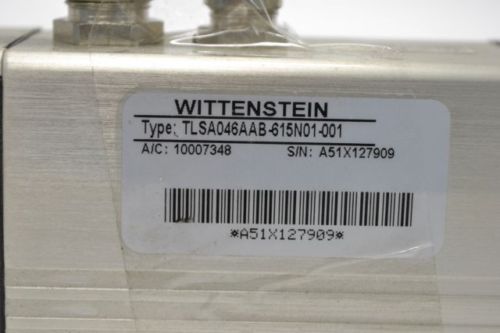 WITTENSTEIN
Type: TLSA046AAB-615N01-001
A/C: 10007348 S/N: A51X127909
*A51X127909*